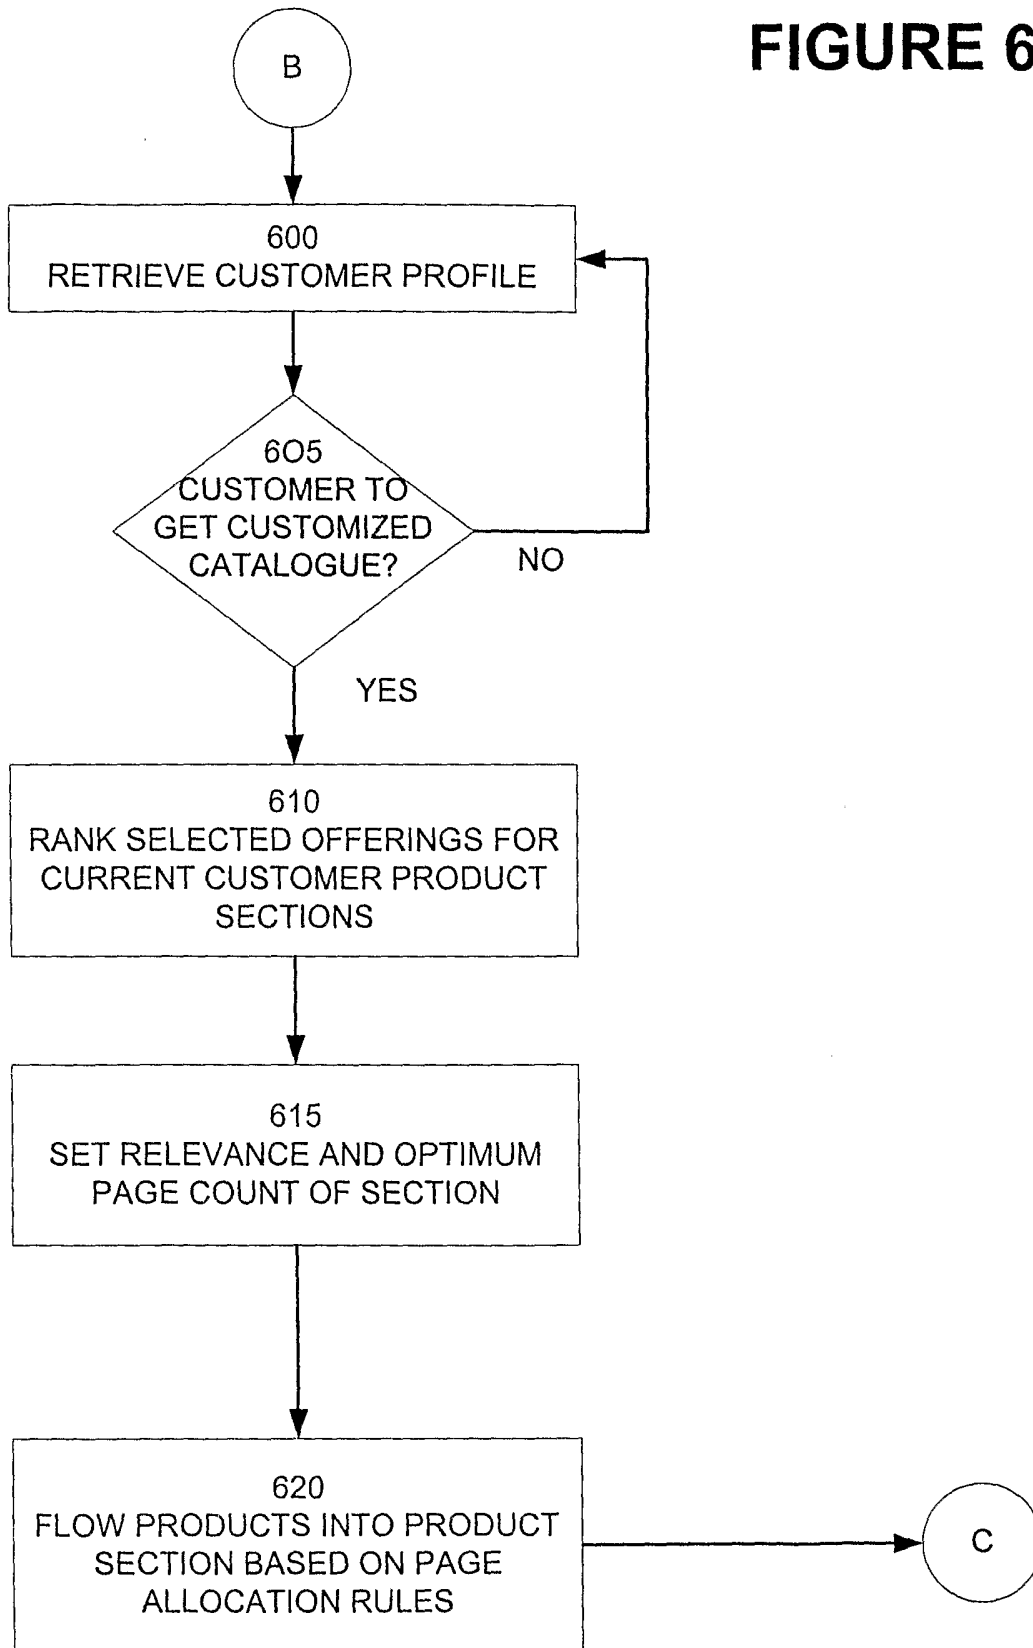 FIGURE 6
B
600
RETRIEVE CUSTOMER PROFILE
6O5
CUSTOMER TO
GET CUSTOMIZED
CATALOGUE?
NO
YES
610
RANK SELECTED OFFERINGS FOR
CURRENT CUSTOMER PRODUCT
SECTIONS
615
SET RELEVANCE AND OPTIMUM
PAGE COUNT OF SECTION
620
FLOW PRODUCTS INTO PRODUCT
SECTION BASED ON PAGE
ALLOCATION RULES
C